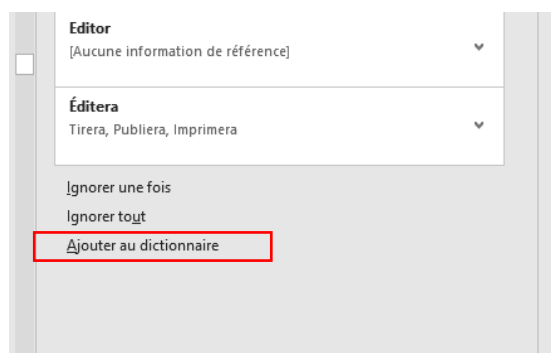 Editor
[Aucune information de référence]
Éditera
Tirera, Publiera, Imprimera
Ignorer une fois
Ignorer tout
Ajouter au dictionnaire